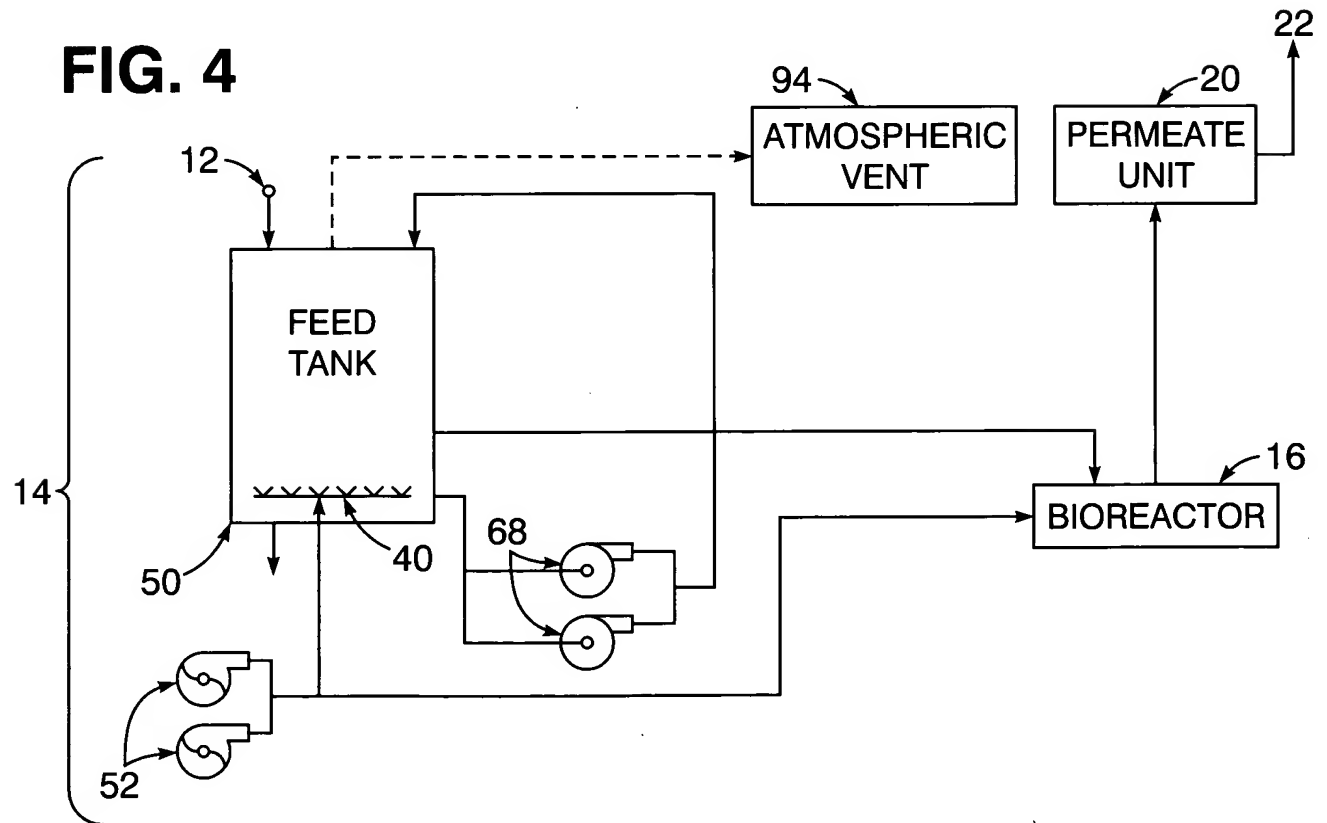 FIG. 4
22
94
20
ATMOSPHERIC
VENT
PERMEATE
UNIT
12
FEED
TANK
14
16
BIOREACTOR
68
40
50
52